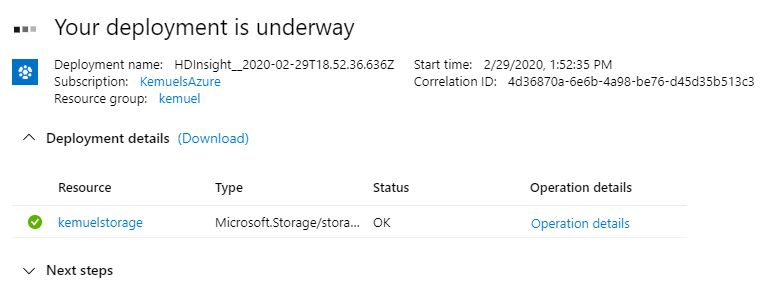 Your deployment is underway
Deployment name: HDInsight__2020-02-29T18.52.36.636Z Start time: 2/29/2020, 1:52:35 PM
Subscription: KemuelsAzure Correlation ID: 4d36870a-6e6b-4a98-be76-d45d35b513c3
Resource group: kemuel
Deployment details (Download)
Resource Type Status Operation details
kemuelstorage Microsoft.Storage/stora... OK Operation details
Next steps